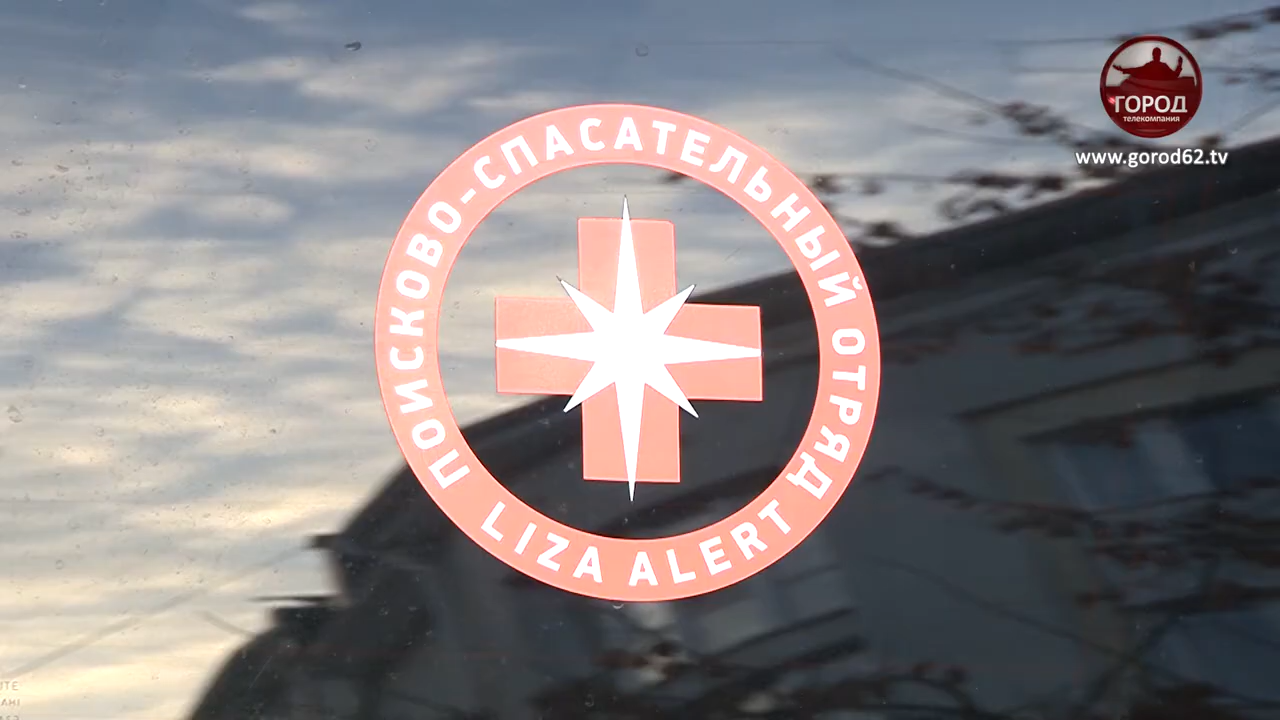 ПОИСКОВО-СПАСАТЕЛЬНЫЙ ОТРЯД
LIZA ALERT
ГОРОД
телекомпания
www.gorod62.tv